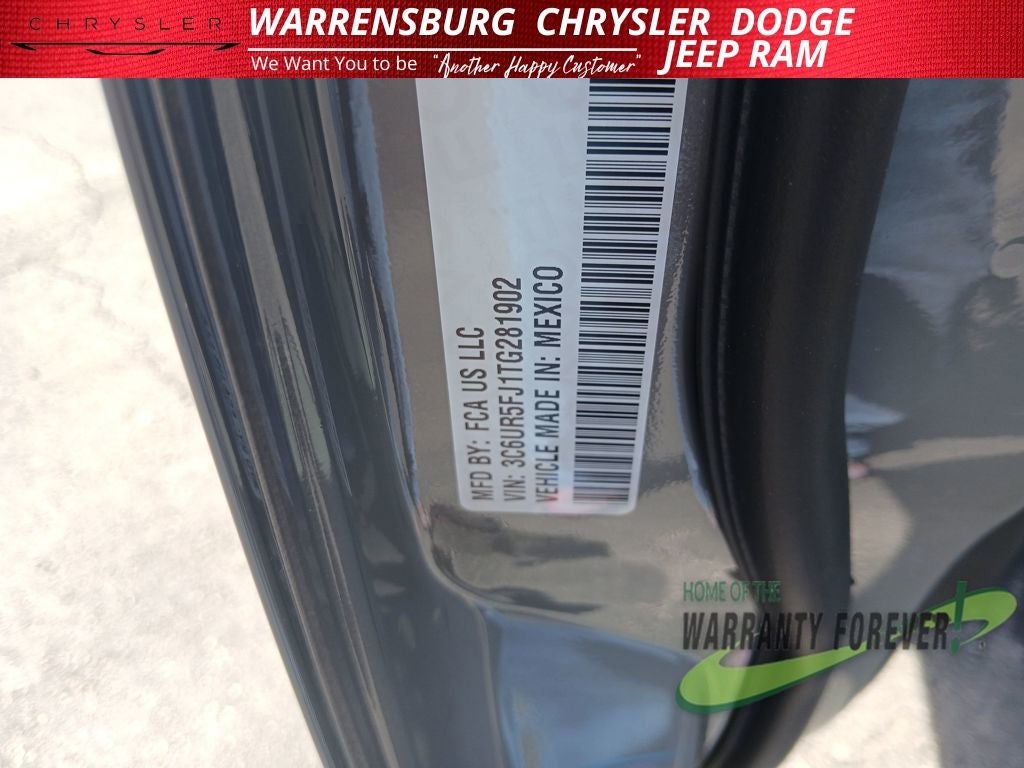 CHRYSLER
WARRENSBURG CHRYSLER DODGE
JEEP RAM
We Want You to be "Another Happy Customer"
MFD BY: FCA US LLC
VIN: 3C6UR5FJ1TG281902
VEHICLE MADE IN: MEXICO
HOME OF THE
WARRANTY FOREVER!